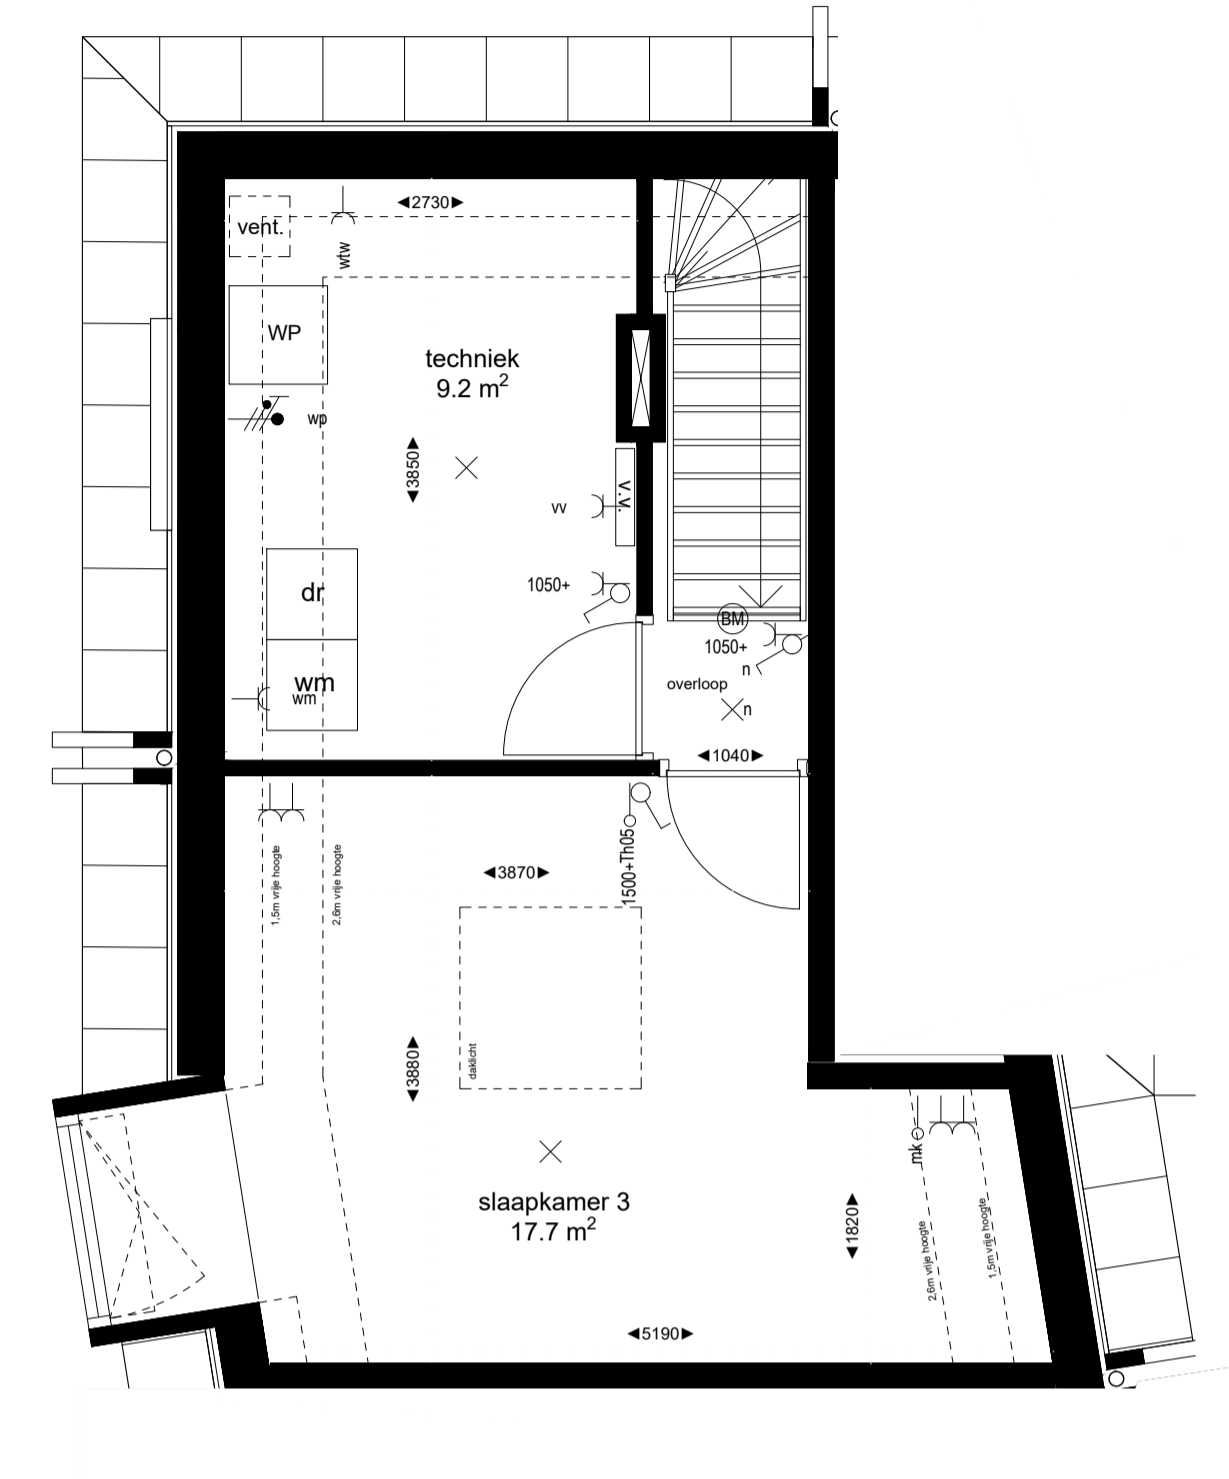 vent.
◄2730►
wtw
WP
techniek
9.2 m²
wp
◄3850►
vv
v.v.
1050+
dr
BM
1050+
n
wm
wm
overloop
n
◄1040►
1500+Th05
1,5m vrije hoogte
2,6m vrije hoogte
◄3870►
daklicht
◄3880►
mk
slaapkamer 3
17.7 m²
◄1820►
2,6m vrije hoogte
1,5m vrije hoogte
◄5190►